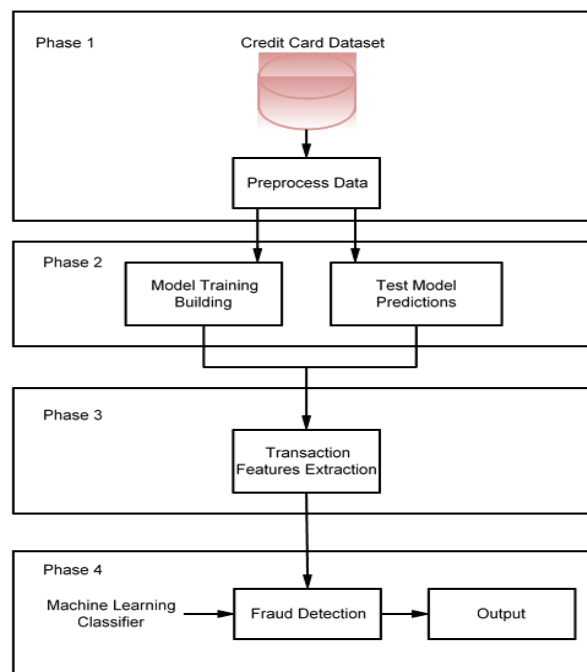 Phase 1
Credit Card Dataset
Preprocess Data
Phase 2
Model Training
Building
Test Model
Predictions
Phase 3
Transaction
Features Extraction
Phase 4
Machine Learning
Classifier
Fraud Detection
Output